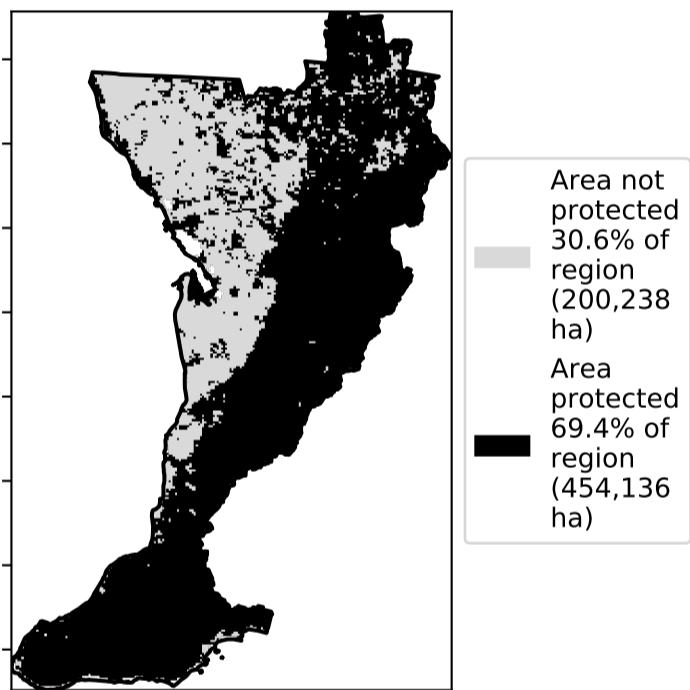 Area not
protected
30.6% of
region
(200,238
ha)
Area
protected
69.4% of
region
(454,136
ha)